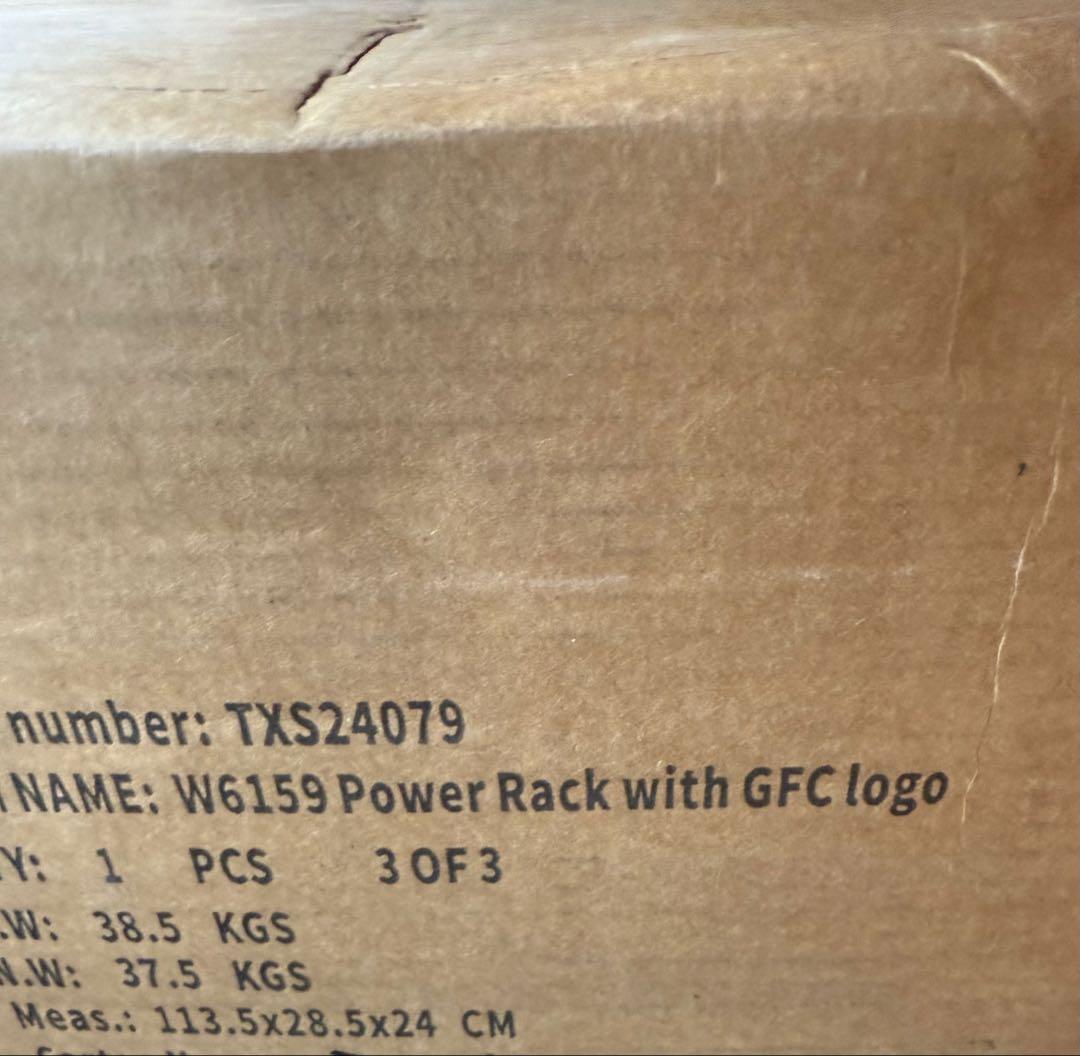 number: TXS24079
NAME: W6159 Power Rack with GFC logo
Y: 1 PCS 3 OF 3
.W: 38.5 KGS
N.W: 37.5 KGS
Meas.: 113.5x28.5x24 CM